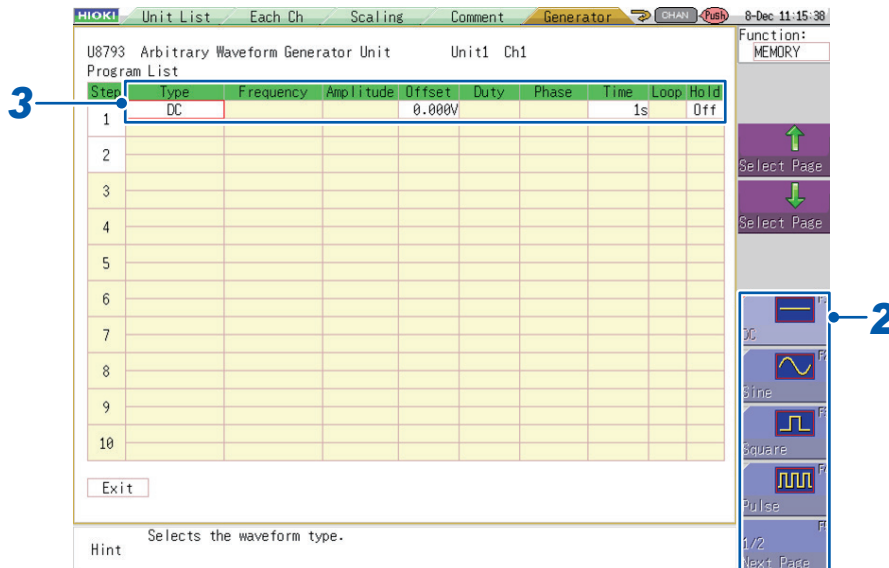 HIOKI Unit List Each Ch Scaling Comment Generator CHAN Push 8-Dec 11:15:38
Function:
MEMORY
U8793 Arbitrary Waveform Generator Unit Unit1 Ch1
Program List
Step Type Frequency Amplitude Offset Duty Phase Time Loop Hold
3
1 DC 0.000V 1s Off
2
3
4
5
6
7
8
9
10
Exit
Hint Selects the waveform type.
Select Page
Select Page
2
DC
Sine
Square
Pulse
1/2
Next Page